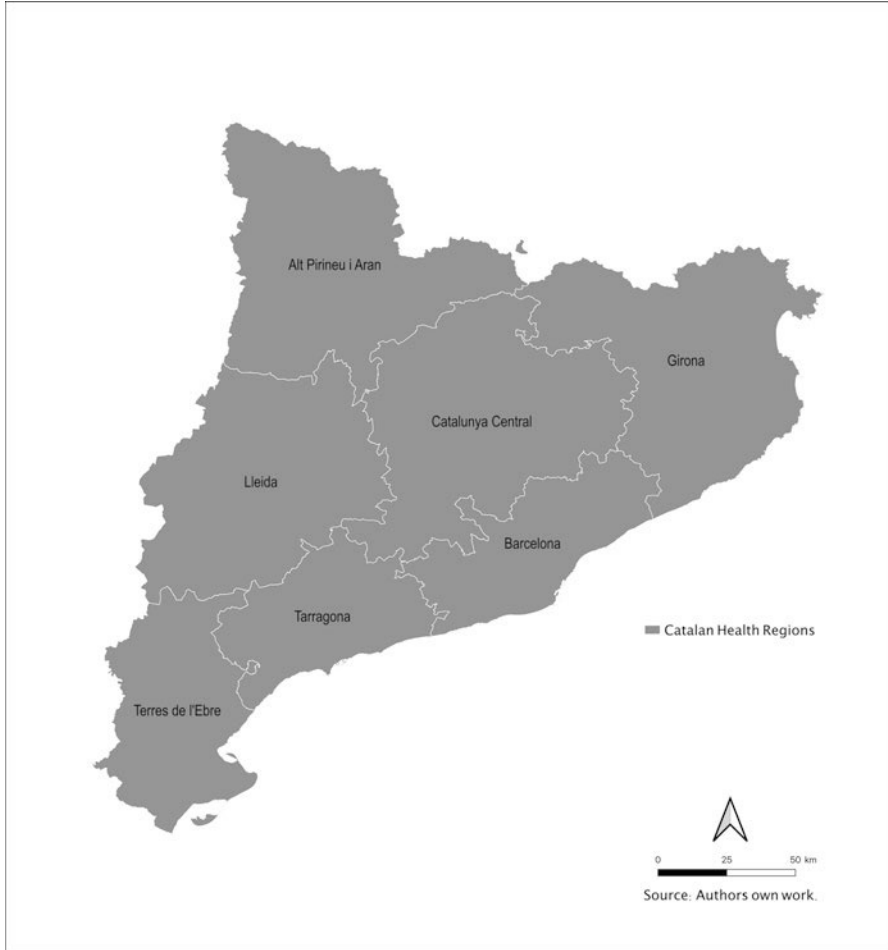 Alt Pirineu i Aran
Girona
Catalunya Central
Lleida
Barcelona
Tarragona
Catalan Health Regions
Terres de l'Ebre
0 25 50 km
Source: Authors own work.